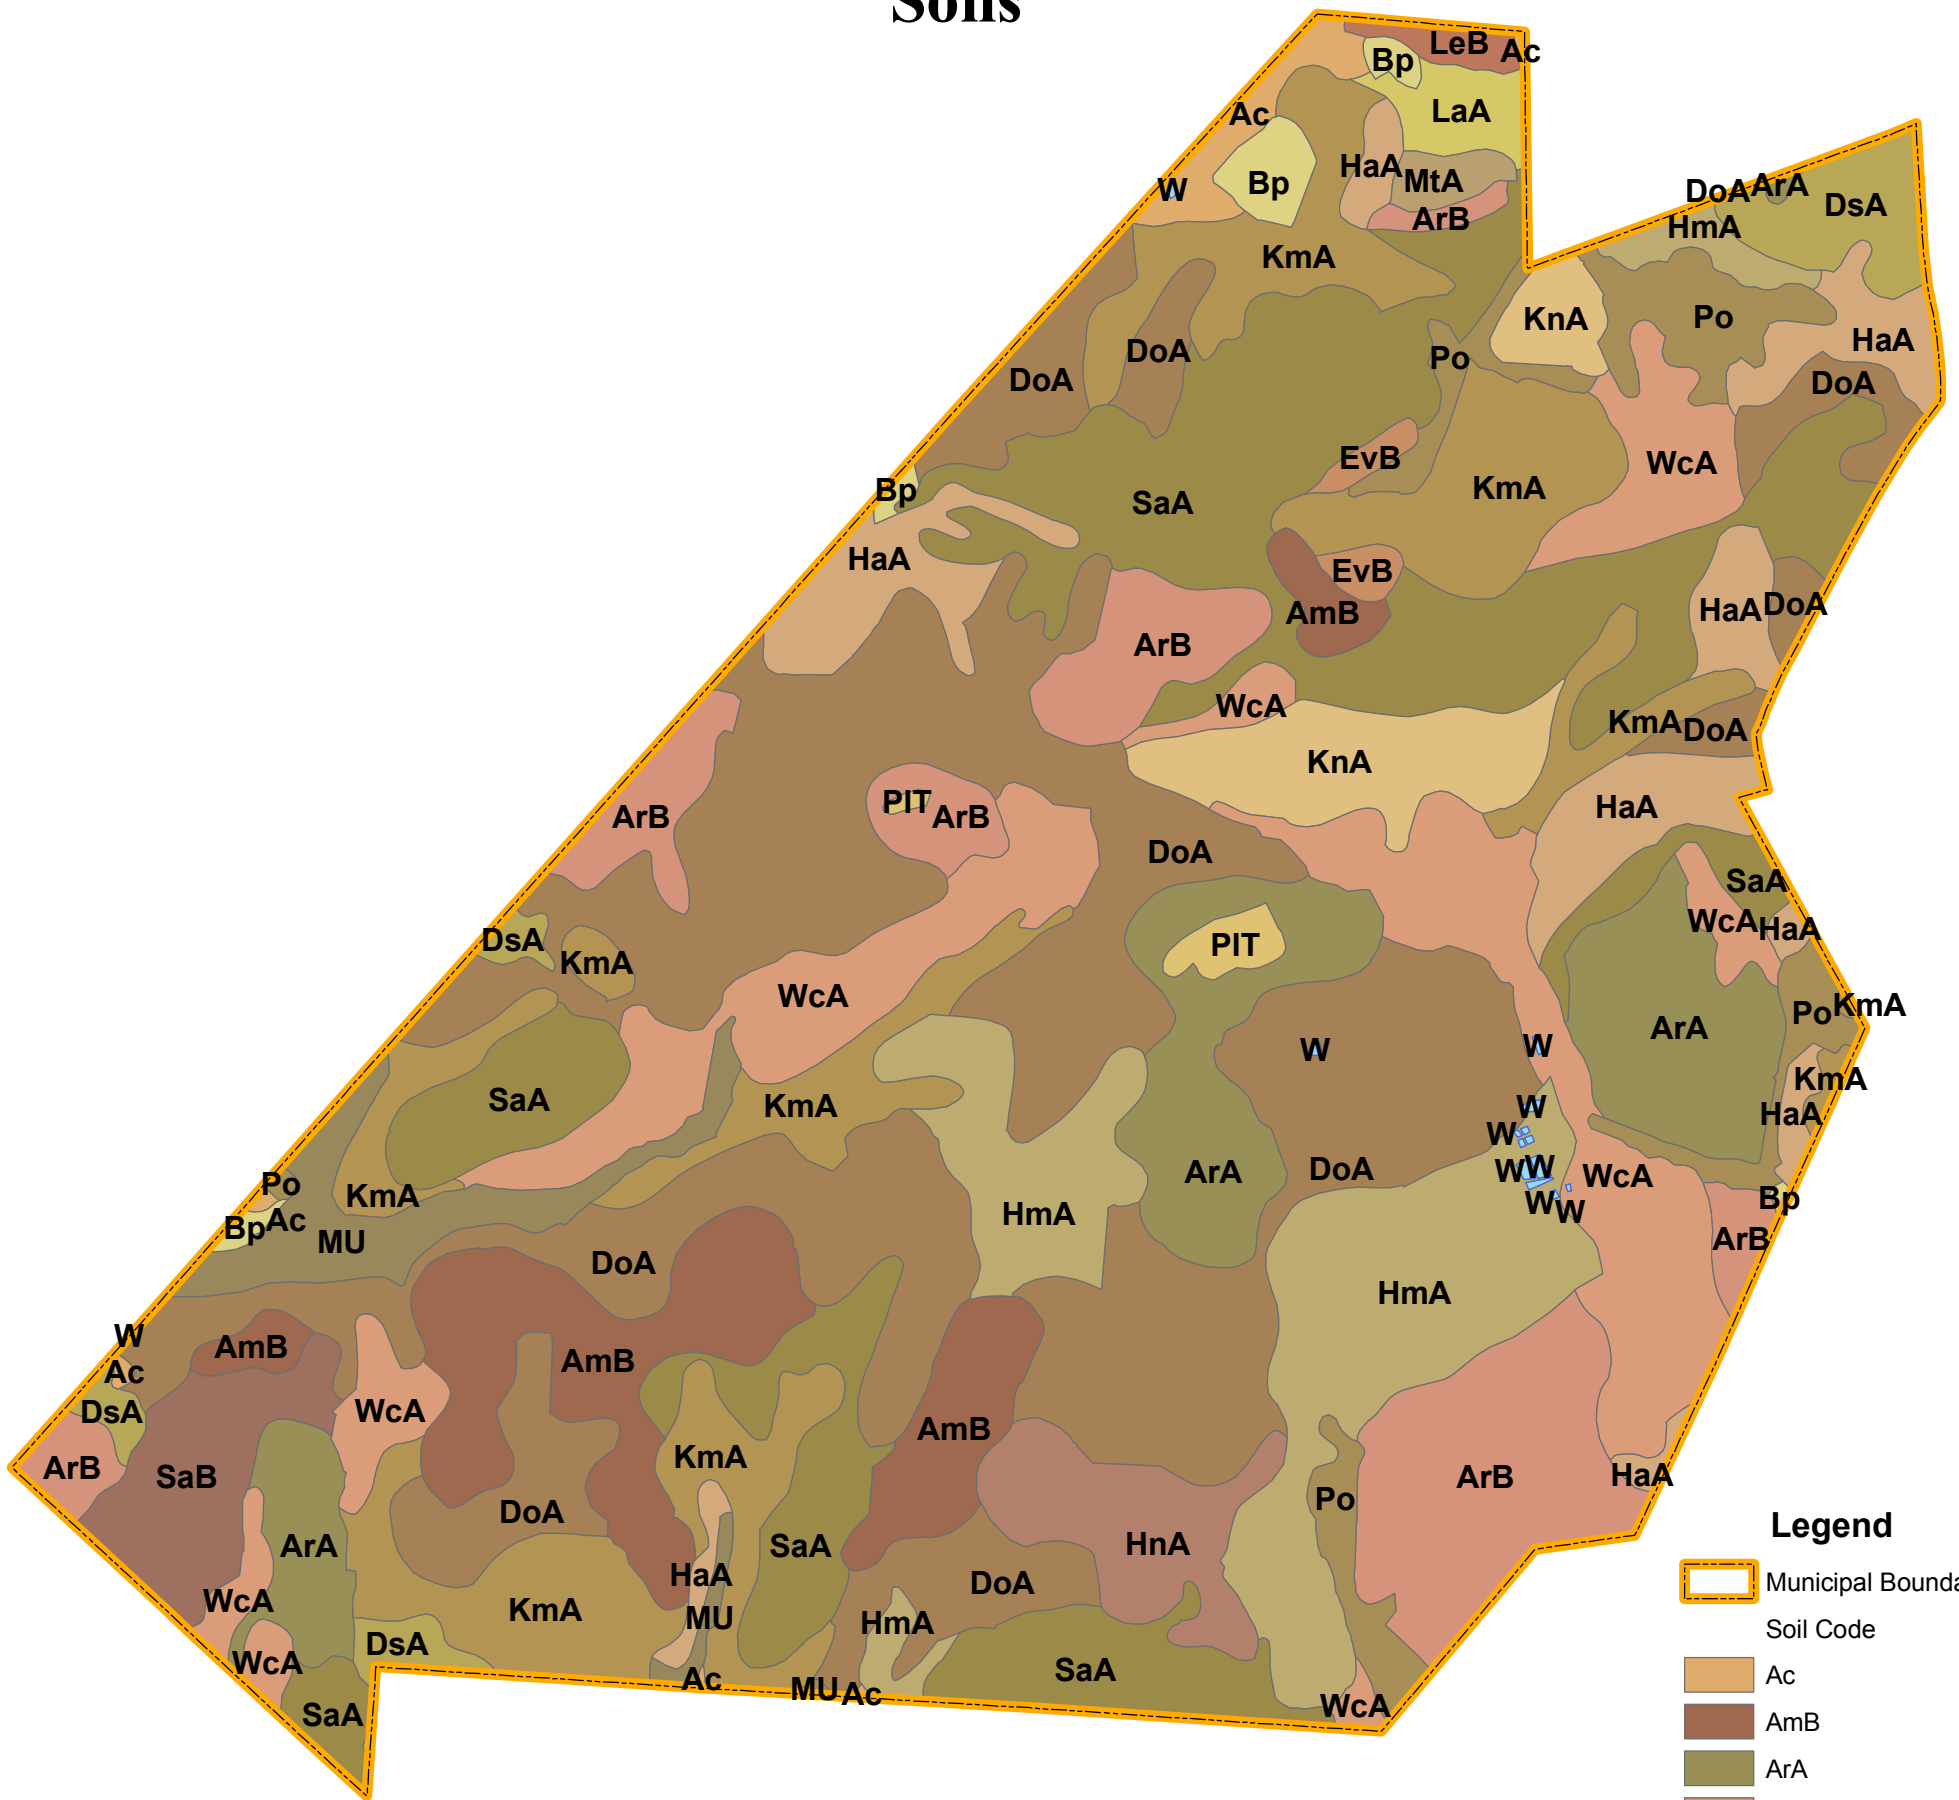 Soils
LeB
Ac
Bp
LaA
Ac
HaA
MtA
Bp
W
ArB
DoA
ArA
DsA
HmA
KmA
KnA
Po
HaA
DoA
DoA
Po
DoA
EvB
WcA
KmA
Bp
SaA
HaA
EvB
AmB
HaA
DoA
ArB
WcA
KmA
DoA
KnA
PIT
ArB
ArB
HaA
DoA
SaA
WcA
HaA
DsA
KmA
PIT
WcA
Po
KmA
ArA
W
W
SaA
KmA
KmA
W
HaA
W
DoA
ArA
W
W
WcA
Po
KmA
W
W
Bp
Bp
Ac
HmA
MU
ArB
DoA
HmA
W
AmB
AmB
Ac
DsA
WcA
AmB
KmA
ArB
SaB
ArB
HaA
Po
DoA
ArA
SaA
HnA
HaA
DoA
WcA
KmA
MU
HmA
DsA
WcA
SaA
Ac
MU
Ac
WcA
SaA
Legend
Municipal Bounda
Soil Code
Ac
AmB
ArA